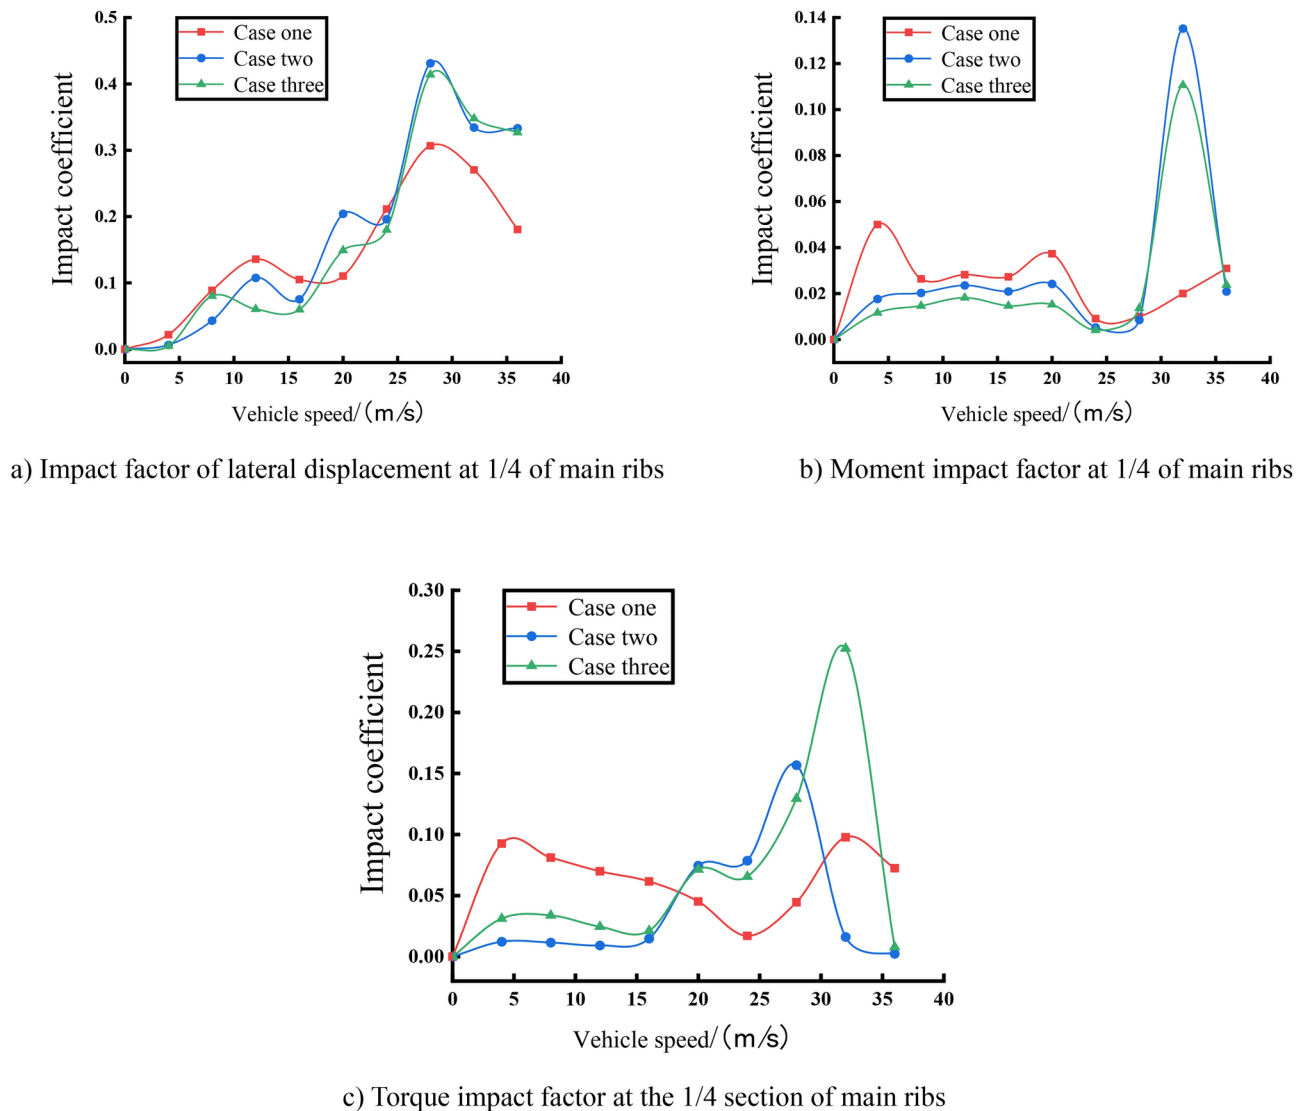 Impact coefficient
0.5
0.4
0.3
0.2
0.1
0.0
Case one
Case two
Case three
0 5 10 15 20 25 30 35 40
Vehicle speed/(m/s)
a) Impact factor of lateral displacement at 1/4 of main ribs
Impact coefficient
0.14
0.12
0.10
0.08
0.06
0.04
0.02
0.00
Case one
Case two
Case three
0 5 10 15 20 25 30 35 40
Vehicle speed/(m/s)
b) Moment impact factor at 1/4 of main ribs
Impact coefficient
0.30
0.25
0.20
0.15
0.10
0.05
0.00
Case one
Case two
Case three
0 5 10 15 20 25 30 35 40
Vehicle speed/(m/s)
c) Torque impact factor at the 1/4 section of main ribs